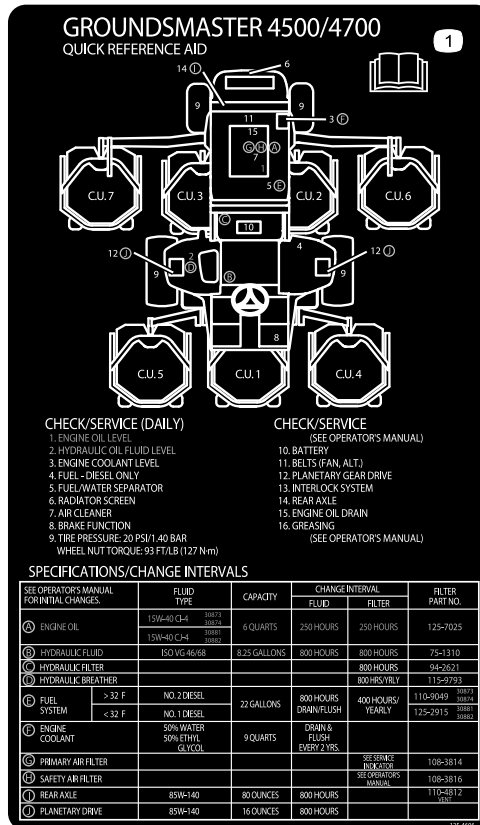 GROUNDSMASTER 4500/4700
QUICK REFERENCE AID
1
14 I
6
9
9
11
3 F
15
G H A
7
1
5 E
C.U. 7
C.U. 3
C.U. 2
C.U. 6
C
10
12 J
2
D
4
12 J
9
9
B
8
C.U. 5
C.U. 1
C.U. 4
CHECK/SERVICE (DAILY)
1. ENGINE OIL LEVEL
2. HYDRAULIC OIL FLUID LEVEL
3. ENGINE COOLANT LEVEL
4. FUEL - DIESEL ONLY
5. FUEL/WATER SEPARATOR
6. RADIATOR SCREEN
7. AIR CLEANER
8. BRAKE FUNCTION
9. TIRE PRESSURE: 20 PSI/1.40 BAR
WHEEL NUT TORQUE: 93 FT/LB (127 N·m)
CHECK/SERVICE
(SEE OPERATOR'S MANUAL)
10. BATTERY
11. BELTS (FAN, ALT.)
12. PLANETARY GEAR DRIVE
13. INTERLOCK SYSTEM
14. REAR AXLE
15. ENGINE OIL DRAIN
16. GREASING
(SEE OPERATOR'S MANUAL)
SPECIFICATIONS/CHANGE INTERVALS
SEE OPERATOR'S MANUAL FOR INITIAL CHANGES. FLUID TYPE CAPACITY CHANGE INTERVAL FLUID FILTER FILTER PART NO.
A ENGINE OIL 15W-40 CI-4 30873 30874 6 QUARTS 250 HOURS 250 HOURS 125-7025
15W-40 CJ-4 30881 30882
B HYDRAULIC FLUID ISO VG 46/68 8.25 GALLONS 800 HOURS 800 HOURS 75-1310
C HYDRAULIC FILTER 800 HOURS 94-2621
D HYDRAULIC BREATHER 800 HRS/YRLY 115-9793
E FUEL SYSTEM > 32 F NO. 2 DIESEL 22 GALLONS 800 HOURS DRAIN/FLUSH 400 HOURS/ YEARLY 110-9049 30873 30874
< 32 F NO. 1 DIESEL 125-2915 30881 30882
F ENGINE COOLANT 50% WATER 50% ETHYL GLYCOL 9 QUARTS DRAIN & FLUSH EVERY 2 YRS.
G PRIMARY AIR FILTER SEE SERVICE INDICATOR 108-3814
H SAFETY AIR FILTER SEE OPERATOR'S MANUAL 108-3816
I REAR AXLE 85W-140 80 OUNCES 800 HOURS 110-4812 VENT
J PLANETARY DRIVE 85W-140 16 OUNCES 800 HOURS